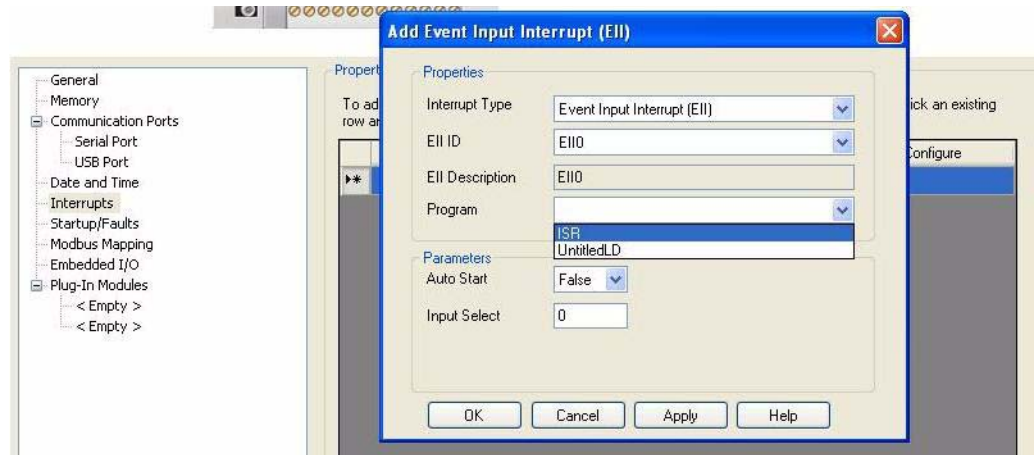 Add Event Input Interrupt (EII)
General
Memory
Communication Ports
Serial Port
USB Port
Date and Time
Interrupts
Startup/Faults
Modbus Mapping
Embedded I/O
Plug-In Modules
< Empty >
< Empty >
To ad
row
ick an existing
Configure
Properties
Interrupt Type
Event Input Interrupt (EII)
EII ID
EII0
EII Description
EII0
Program
ISR
UntitledLD
Parameters
Auto Start
False
Input Select
0
OK
Cancel
Apply
Help